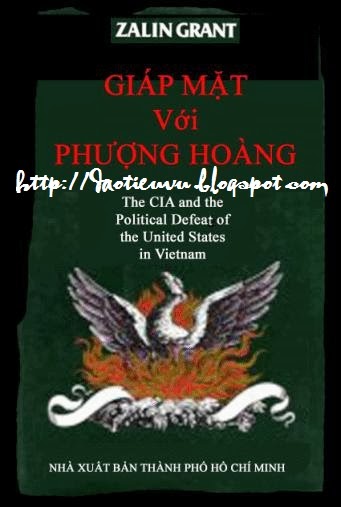 ZALIN GRANT
GIÁP MẶT
Với
PHƯỢNG HOÀNG
http://daotieuvu.blogspot.com
The CIA and the
Political Defeat of
the United States
in Vietnam
NHÀ XUẤT BẢN THÀNH PHỐ HỒ CHÍ MINH